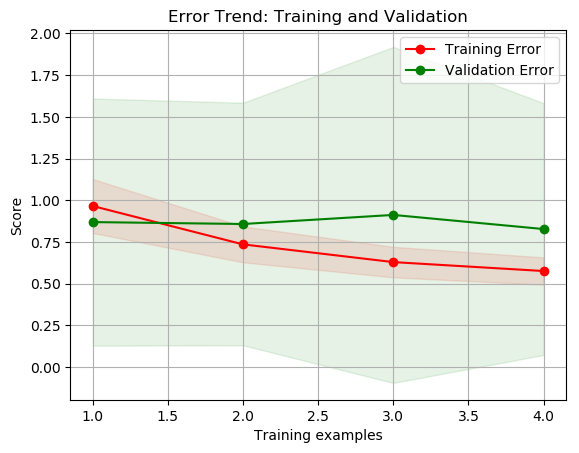 Error Trend: Training and Validation
Training Error
Validation Error
2.00
1.75
1.50
1.25
1.00
0.75
0.50
0.25
0.00
Score
1.0 1.5 2.0 2.5 3.0 3.5 4.0
Training examples